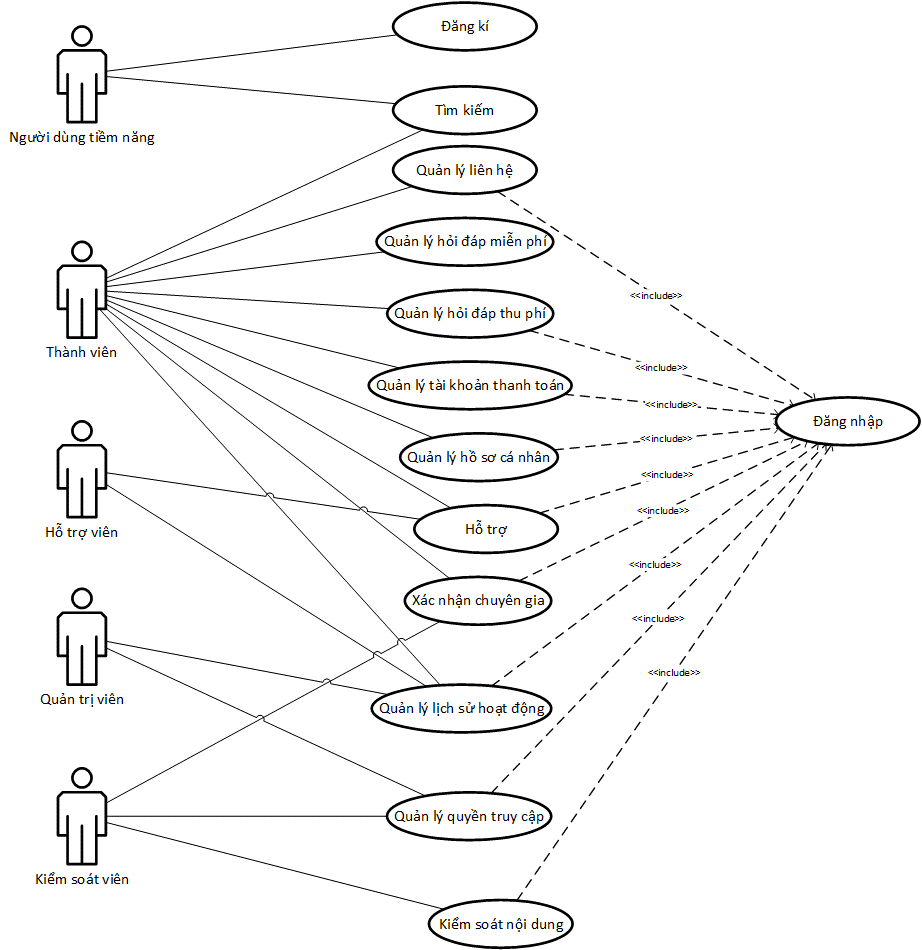 Đăng kí
Tìm kiếm
Người dùng tiềm năng
Quản lý liên hệ
Quản lý hỏi đáp miễn phí
<<include>>
Quản lý hỏi đáp thu phí
Thành viên
<<include>>
Quản lý tài khoản thanh toán
<<include>>
Đăng nhập
<<include>>
Quản lý hồ sơ cá nhân
<<include>>
Hỗ trợ
Hỗ trợ viên
<<include>>
<<include>>
Xác nhận chuyên gia
<<include>>
<<include>>
Quản trị viên
Quản lý lịch sử hoạt động
Quản lý quyền truy cập
Kiểm soát viên
Kiểm soát nội dung